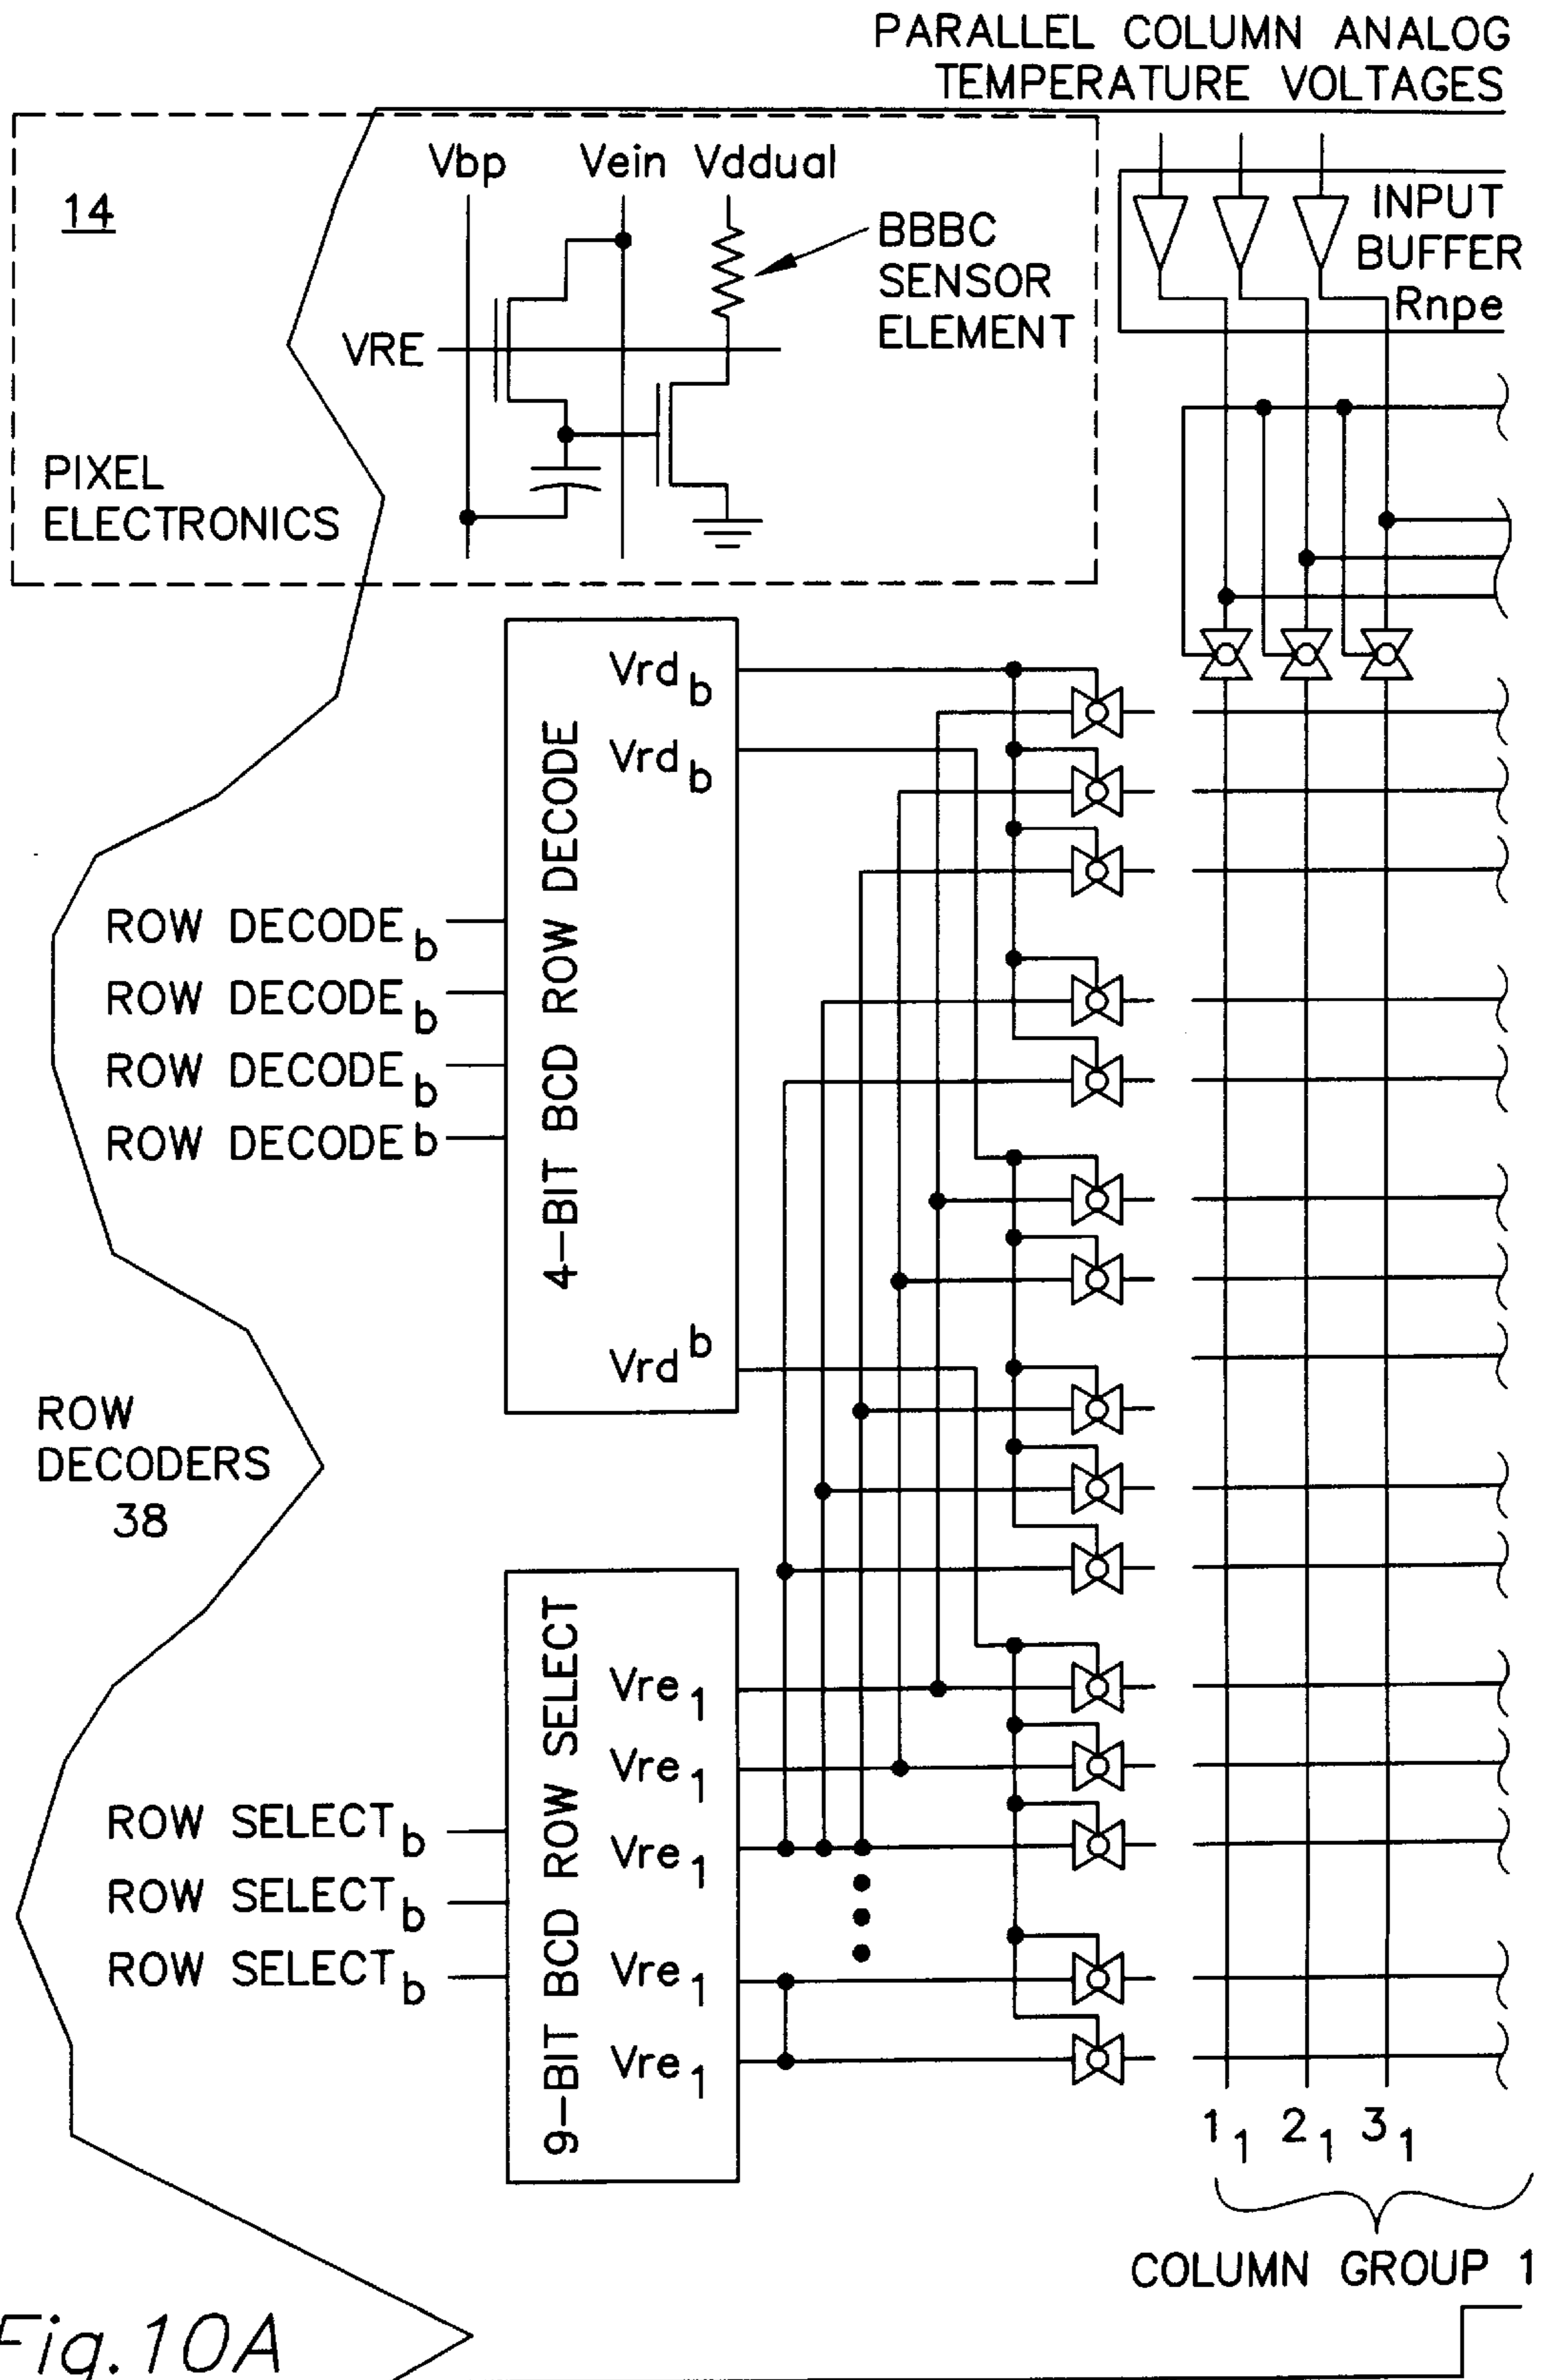 PARALLEL COLUMN ANALOG
TEMPERATURE VOLTAGES
14
Vbp
Vein
Vddual
BBBC
SENSOR
ELEMENT
VRE
PIXEL
ELECTRONICS
INPUT
BUFFER
Rnpe
4-BIT BCD ROW DECODE
Vrd b
Vrd b
Vrd b
ROW DECODE b
ROW DECODE b
ROW DECODE b
ROW DECODE b
ROW
DECODERS
38
9-BIT BCD ROW SELECT
Vre 1
Vre 1
Vre 1
Vre 1
Vre 1
ROW SELECT b
ROW SELECT b
ROW SELECT b
1 1 2 1 3 1
COLUMN GROUP 1
Fig. 10A